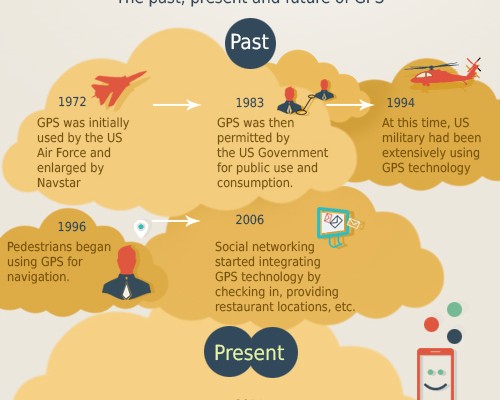 The past, present and future of GPS
Past
1972
GPS was initially
used by the US
Air Force and
enlarged by
Navstar
1983
GPS was then
permitted by
the US Government
for public use and
consumption.
1994
At this time, US
military had been
extensively using
GPS technology
1996
Pedestrians began
using GPS for
navigation.
2006
Social networking
started integrating
GPS technology by
checking in, providing
restaurant locations, etc.
Present